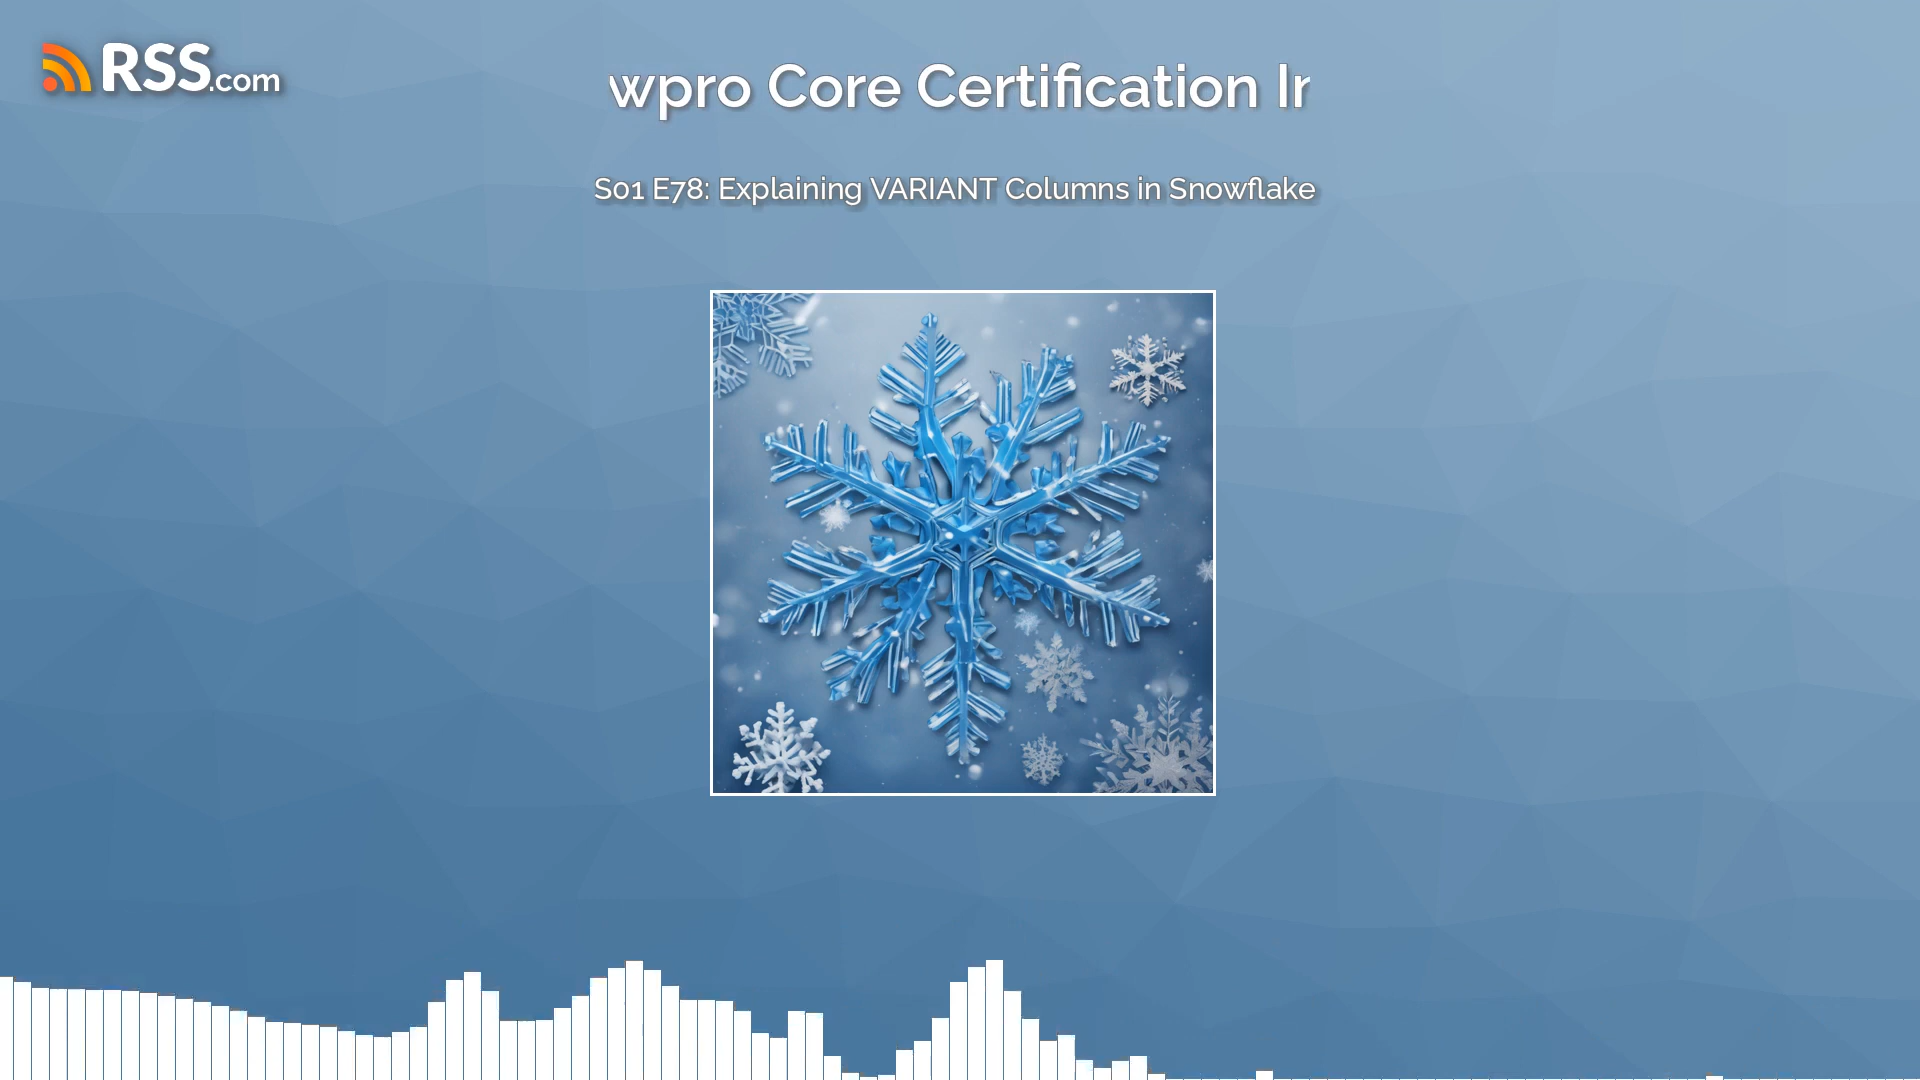 RSS.com
wpro Core Certification Ir
S01 E78: Explaining VARIANT Columns in Snowflake